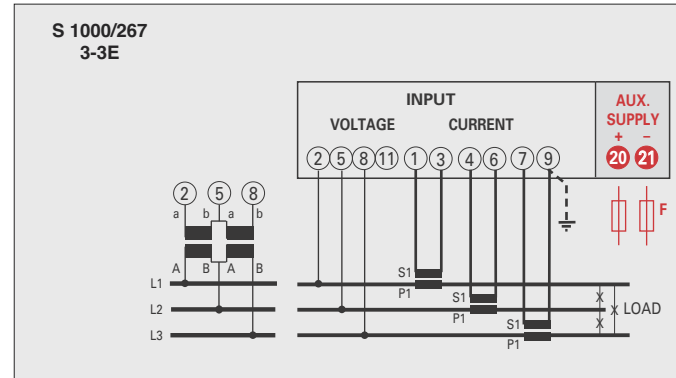 S 1000/267
3-3E
INPUT
VOLTAGE CURRENT
AUX.
SUPPLY
+ −
2 5 8 11 1 3 4 6 7 9 20 21
2 5 8
a b a b
F
A B A B
L1
L2
L3
S1
P1
S1
P1
S1
P1
X
X
X
LOAD